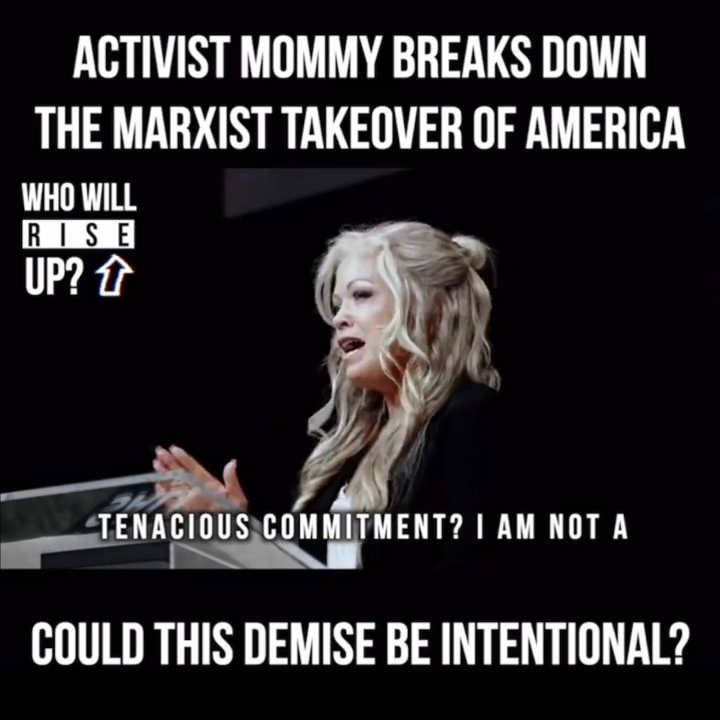 ACTIVIST MOMMY BREAKS DOWN
THE MARXIST TAKEOVER OF AMERICA
WHO WILL
RISE
UP?
TENACIOUS COMMITMENT? I AM NOT A
COULD THIS DEMISE BE INTENTIONAL?